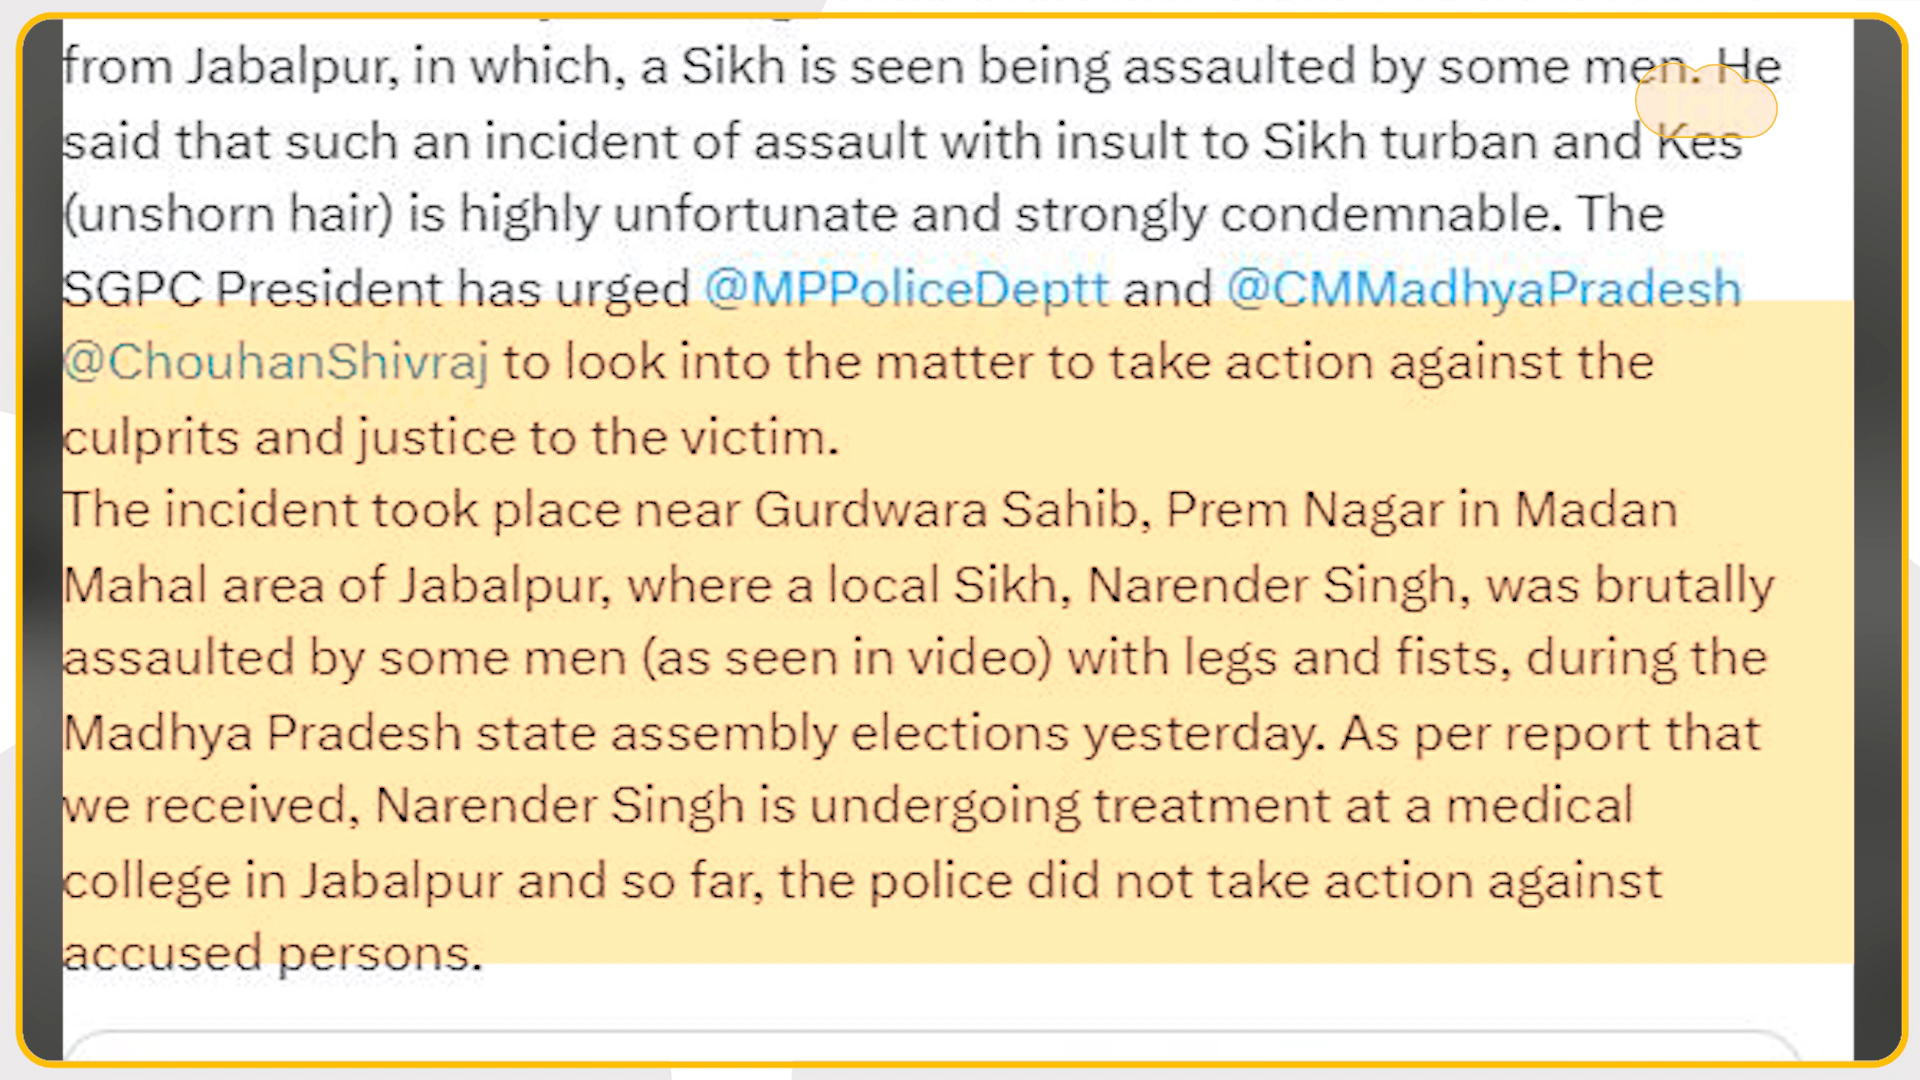 from Jabalpur, in which, a Sikh is seen being assaulted by some men. He
said that such an incident of assault with insult to Sikh turban and Kes
(unshorn hair) is highly unfortunate and strongly condemnable. The
SGPC President has urged @MPPoliceDeptt and @CMMadhyaPradesh
@ChouhanShivraj to look into the matter to take action against the
culprits and justice to the victim.
The incident took place near Gurdwara Sahib, Prem Nagar in Madan
Mahal area of Jabalpur, where a local Sikh, Narender Singh, was brutally
assaulted by some men (as seen in video) with legs and fists, during the
Madhya Pradesh state assembly elections yesterday. As per report that
we received, Narender Singh is undergoing treatment at a medical
college in Jabalpur and so far, the police did not take action against
accused persons.